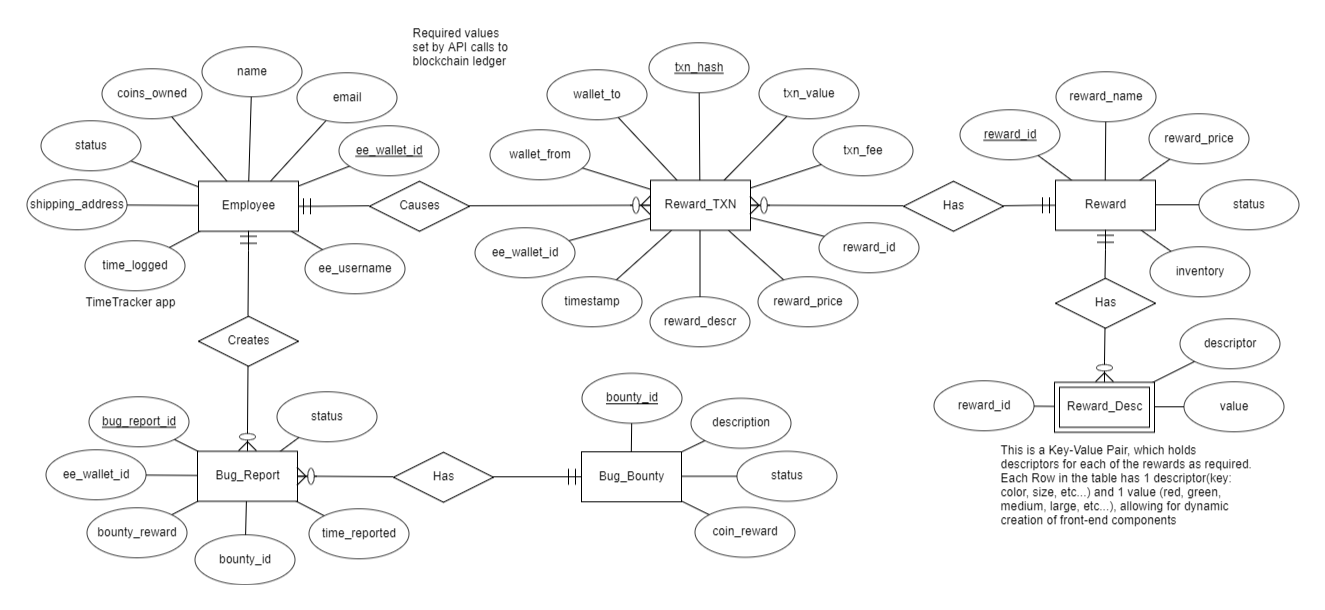 Required values
set by API calls to
blockchain ledger
name
coins_owned
email
status
ee_wallet_id
shipping_address
Employee
time_logged
ee_username
TimeTracker app
Causes
txn_hash
wallet_to
txn_value
wallet_from
txn_fee
Reward_TXN
ee_wallet_id
reward_id
timestamp
reward_price
reward_descr
Has
reward_name
reward_id
reward_price
Reward
status
inventory
Has
descriptor
reward_id
Reward_Desc
value
This is a Key-Value Pair, which holds
descriptors for each of the rewards as required.
Each Row in the table has 1 descriptor(key:
color, size, etc...) and 1 value (red, green,
medium, large, etc...), allowing for dynamic
creation of front-end components
Creates
bug_report_id
status
ee_wallet_id
Bug_Report
bounty_reward
time_reported
bounty_id
Has
bounty_id
description
Bug_Bounty
status
coin_reward